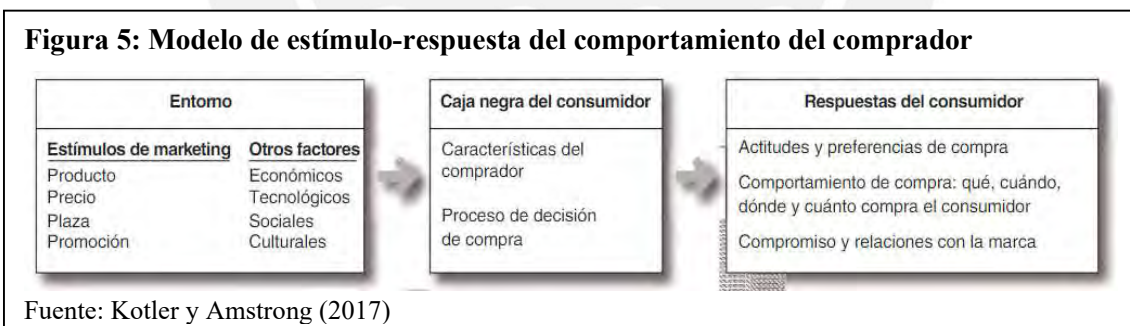 Figura 5: Modelo de estímulo-respuesta del comportamiento del comprador
Entorno
Estímulos de marketing
Producto
Precio
Plaza
Promoción
Otros factores
Económicos
Tecnológicos
Sociales
Culturales
Caja negra del consumidor
Características del
comprador
Proceso de decisión
de compra
Respuestas del consumidor
Actitudes y preferencias de compra
Comportamiento de compra: qué, cuándo,
dónde y cuánto compra el consumidor
Compromiso y relaciones con la marca
Fuente: Kotler y Amstrong (2017)